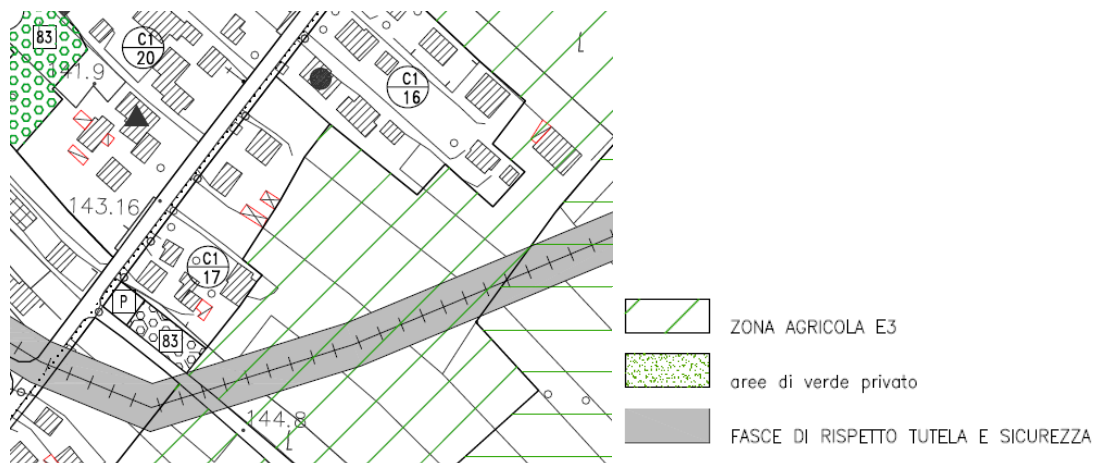 83
C1
20
141.9
C1
16
143.16
C1
17
P
83
144.8
L
L
ZONA AGRICOLA E3
aree di verde privato
FASCE DI RISPETTO TUTELA E SICUREZZA